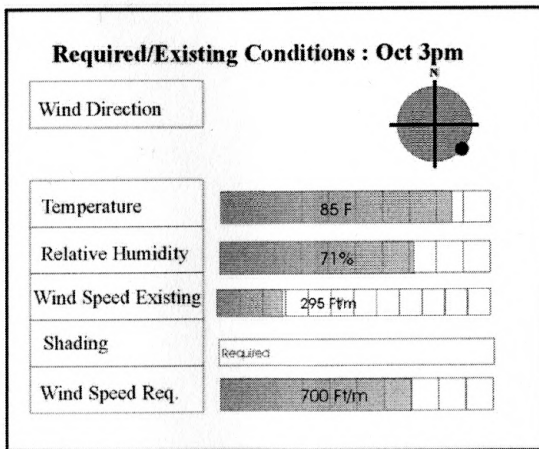 Required/Existing Conditions : Oct 3pm
N
Wind Direction
Temperature
85 F
Relative Humidity
71%
Wind Speed Existing
295 Ft/m
Shading
Required
Wind Speed Req.
700 Ft/m